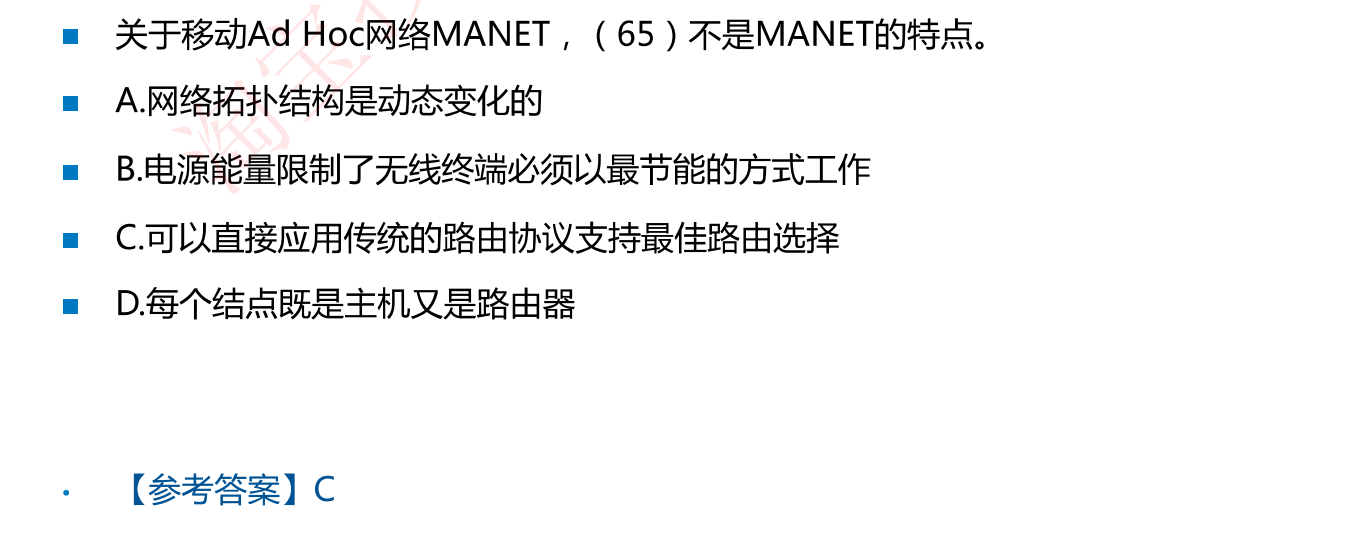 关于移动Ad Hoc网络MANET，（65）不是MANET的特点。
A.网络拓扑结构是动态变化的
B.电源能量限制了无线终端必须以最节能的方式工作
C.可以直接应用传统的路由协议支持最佳路由选择
D.每个结点既是主机又是路由器
【参考答案】C
淘宝